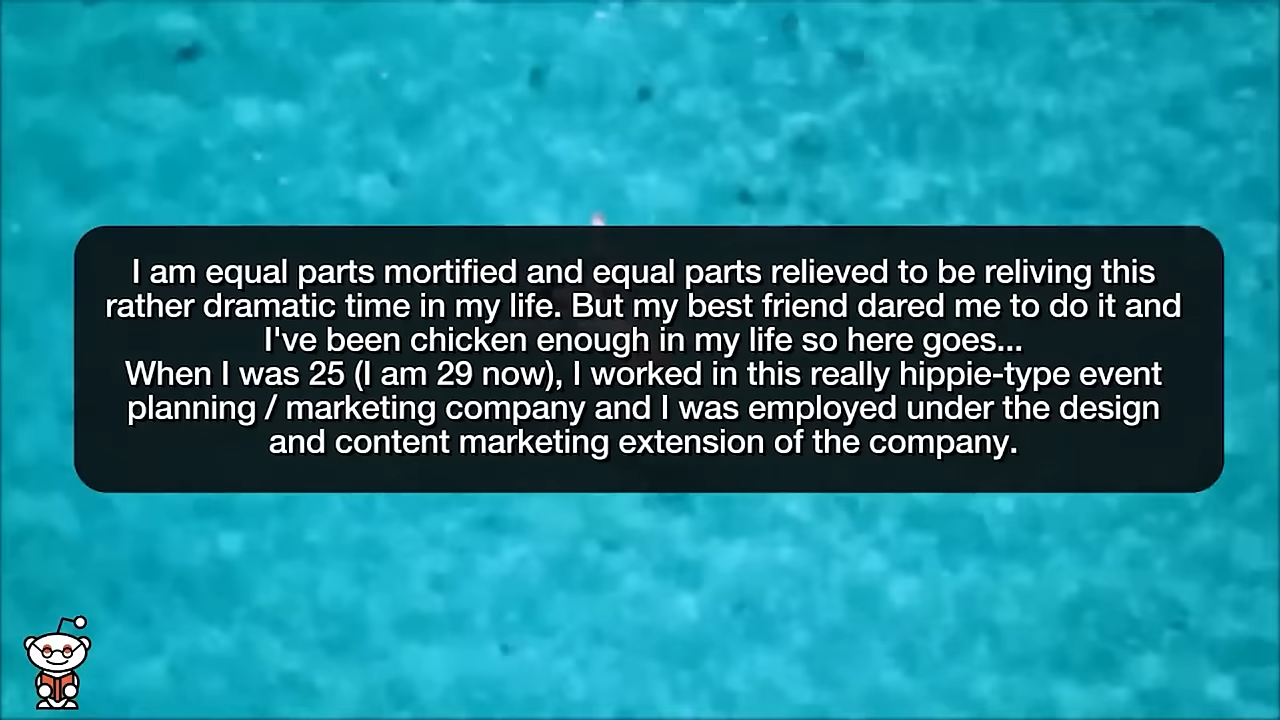 I am equal parts mortified and equal parts relieved to be reliving this
rather dramatic time in my life. But my best friend dared me to do it and
I've been chicken enough in my life so here goes...
When I was 25 (I am 29 now), I worked in this really hippie-type event
planning / marketing company and I was employed under the design
and content marketing extension of the company.